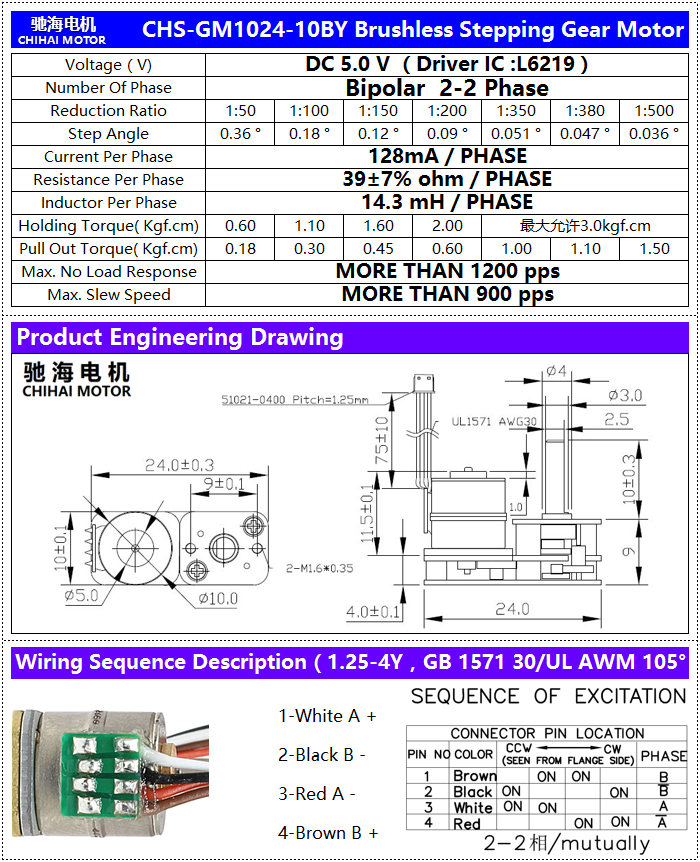 驰海电机
CHIHAI MOTOR
CHS-GM1024-10BY Brushless Stepping Gear Motor
Voltage ( V) DC 5.0 V ( Driver IC :L6219 )
Number Of Phase Bipolar 2-2 Phase
Reduction Ratio 1:50 1:100 1:150 1:200 1:350 1:380 1:500
Step Angle 0.36 ° 0.18 ° 0.12 ° 0.09 ° 0.051 ° 0.047 ° 0.036 °
Current Per Phase 128mA / PHASE
Resistance Per Phase 39±7% ohm / PHASE
Inductor Per Phase 14.3 mH / PHASE
Holding Torque( Kgf.cm) 0.60 1.10 1.60 2.00 最大允许3.0kgf.cm
Pull Out Torque( Kgf.cm) 0.18 0.30 0.45 0.60 1.00 1.10 1.50
Max. No Load Response MORE THAN 1200 pps
Max. Slew Speed MORE THAN 900 pps
Product Engineering Drawing
驰海电机
CHIHAI MOTOR
51021-0400 Pitch=1.25mm
UL1571 AWG30
Ø4
Ø3.0
2.5
75±10
24.0±0.3
9±0.1
10±0.1
Ø5.0
Ø10.0
2-M1.6*0.35
11.5±0.1
1.0
10±0.3
9
4.0±0.1
24.0
Wiring Sequence Description ( 1.25-4Y , GB 1571 30/UL AWM 105°
1-White A +
2-Black B -
3-Red A -
4-Brown B +
SEQUENCE OF EXCITATION
CONNECTOR PIN LOCATION
PIN NO COLOR CCW CW (SEEN FROM FLANGE SIDE) PHASE
1 Brown ON ON B
2 Black ON ON B̅
3 White ON ON A
4 Red ON ON A̅
2-2相/mutually